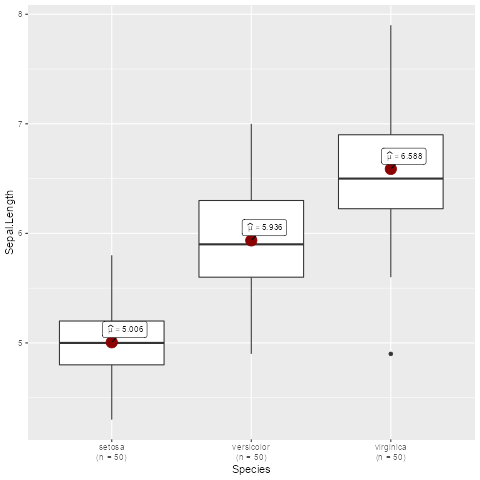 8
7
6
5
Sepal.Length
μ̂ = 6.588
μ̂ = 5.936
μ̂ = 5.006
setosa
(n = 50)
versicolor
(n = 50)
virginica
(n = 50)
Species